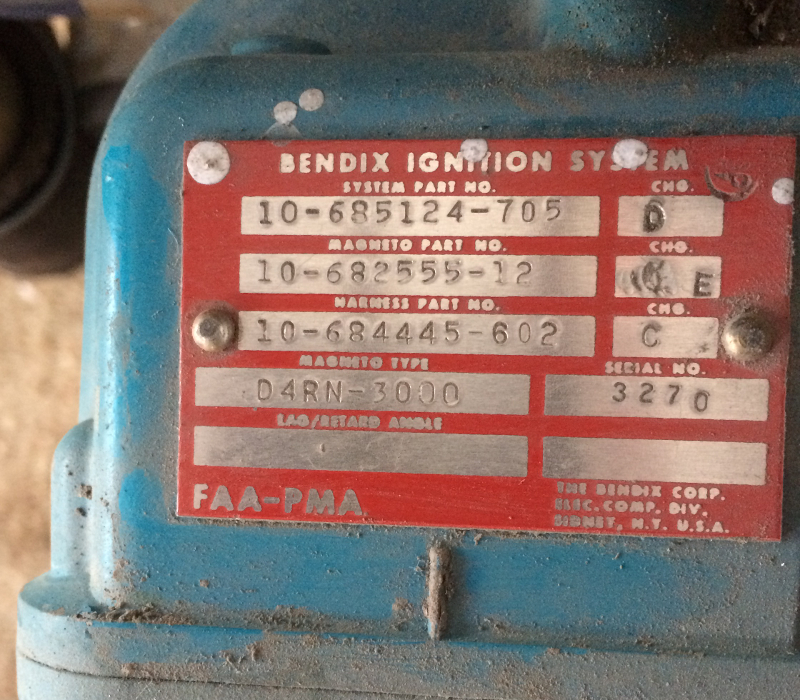 BENDIX IGNITION SYSTEM
SYSTEM PART NO. CHG.
10-685124-705 D
MAGNETO PART NO. CHG.
10-682555-12 E
HARNESS PART NO. CHG.
10-684445-602 C
MAGNETO TYPE SERIAL NO.
D4RN-3000 3270
LAG/RETARD ANGLE
FAA-PMA
THE BENDIX CORP.
ELEC. COMP. DIV.
SIDNEY, N.Y. U.S.A.